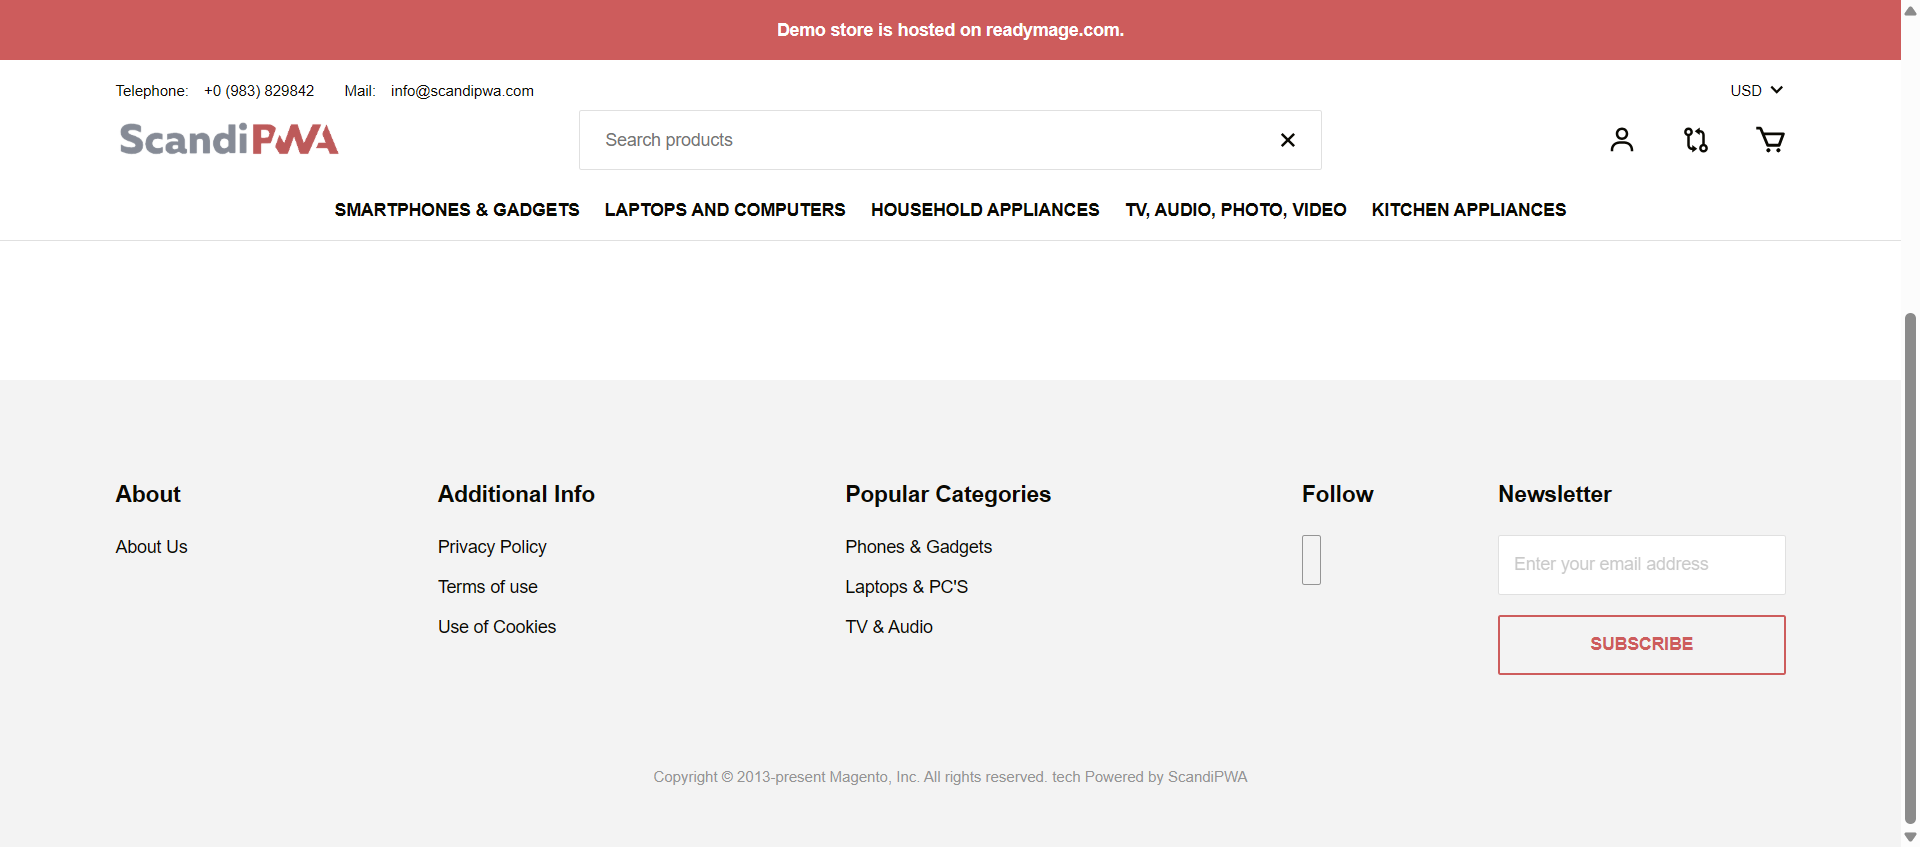 Demo store is hosted on readymage.com.
Telephone: +0 (983) 829842 Mail: info@scandipwa.com USD
ScandiPWA
Search products
SMARTPHONES & GADGETS LAPTOPS AND COMPUTERS HOUSEHOLD APPLIANCES TV, AUDIO, PHOTO, VIDEO KITCHEN APPLIANCES
About
About Us
Additional Info
Privacy Policy
Terms of use
Use of Cookies
Popular Categories
Phones & Gadgets
Laptops & PC'S
TV & Audio
Follow
Newsletter
Enter your email address
SUBSCRIBE
Copyright © 2013-present Magento, Inc. All rights reserved. tech Powered by ScandiPWA